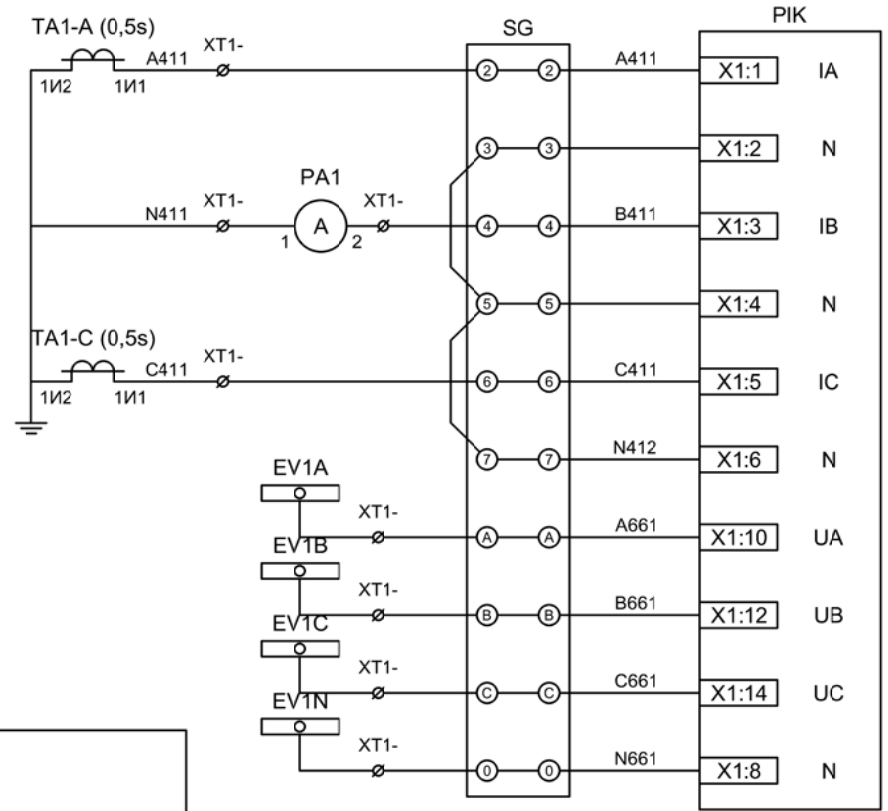 PIK
SG
TA1-A (0,5s)
XT1-
A411
2 2
A411
X1:1 IA
1И2 1И1
3 3
X1:2 N
PA1
XT1-
XT1-
N411
1 A 2
4 4
B411
X1:3 IB
5 5
X1:4 N
TA1-C (0,5s)
XT1-
C411
6 6
C411
X1:5 IC
1И2 1И1
7 7
N412
X1:6 N
EV1A
XT1-
A A
A661
X1:10 UA
EV1B
XT1-
B B
B661
X1:12 UB
EV1C
XT1-
C C
C661
X1:14 UC
EV1N
XT1-
0 0
N661
X1:8 N